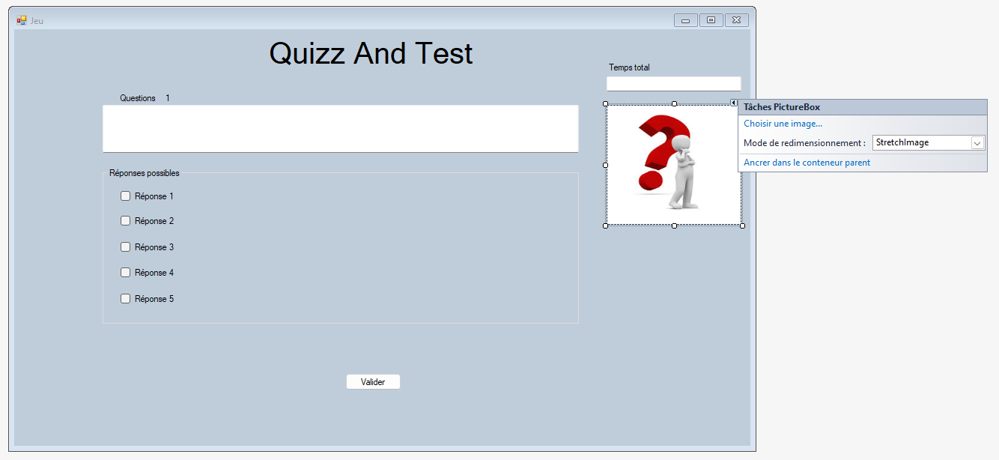 Jeu
Quizz And Test
Temps total
Questions 1
Tâches PictureBox
Choisir une image...
Mode de redimensionnement : StretchImage
Ancrer dans le conteneur parent
Réponses possibles
Réponse 1
Réponse 2
Réponse 3
Réponse 4
Réponse 5
Valider